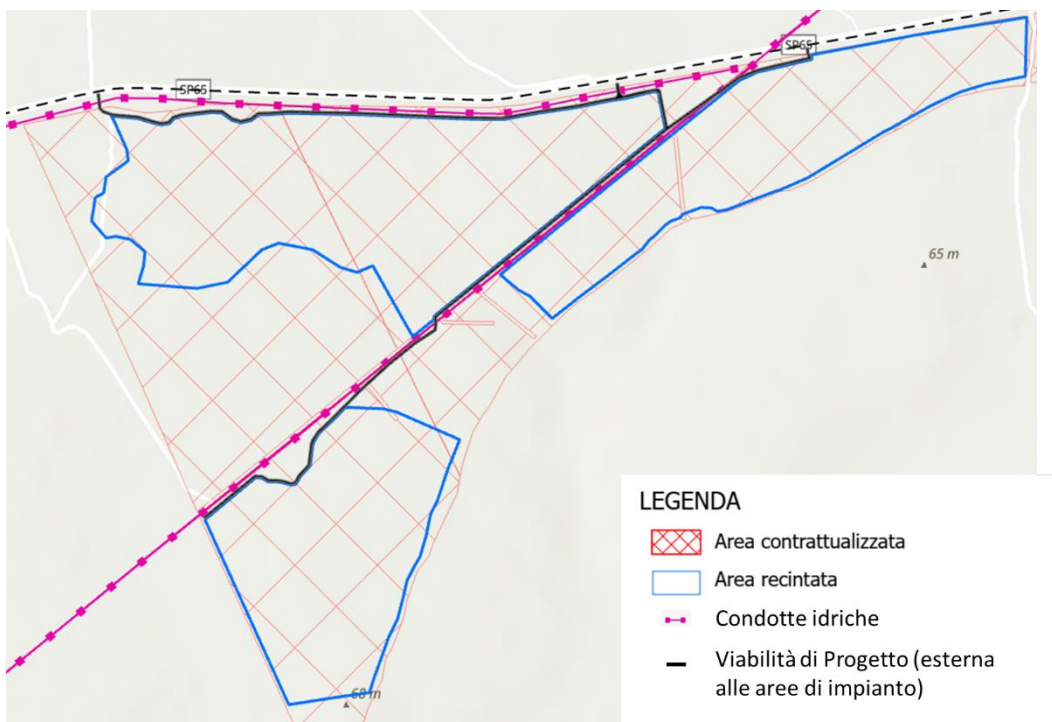 SP65
SP65
65 m
68 m
LEGENDA
Area contrattualizzata
Area recintata
Condotte idriche
Viabilità di Progetto (esterna
alle aree di impianto)